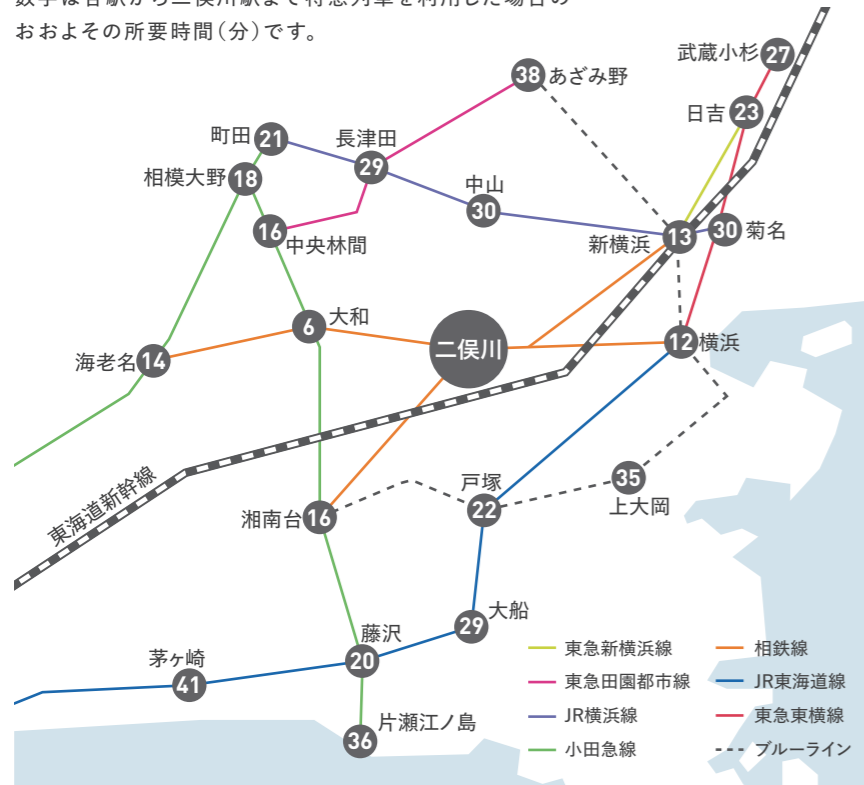 おおよその所要時間（分）です。
武蔵小杉 27
38 あざみ野
日吉 23
町田 21
長津田 29
相模大野 18
中山 30
16 中央林間
新横浜 13
30 菊名
6 大和
二俣川
12 横浜
海老名 14
東海道新幹線
湘南台 16
戸塚 22
35 上大岡
大船 29
藤沢 20
茅ヶ崎 41
36 片瀬江ノ島
東急新横浜線
東急田園都市線
JR横浜線
小田急線
相鉄線
JR東海道線
東急東横線
ブルーライン